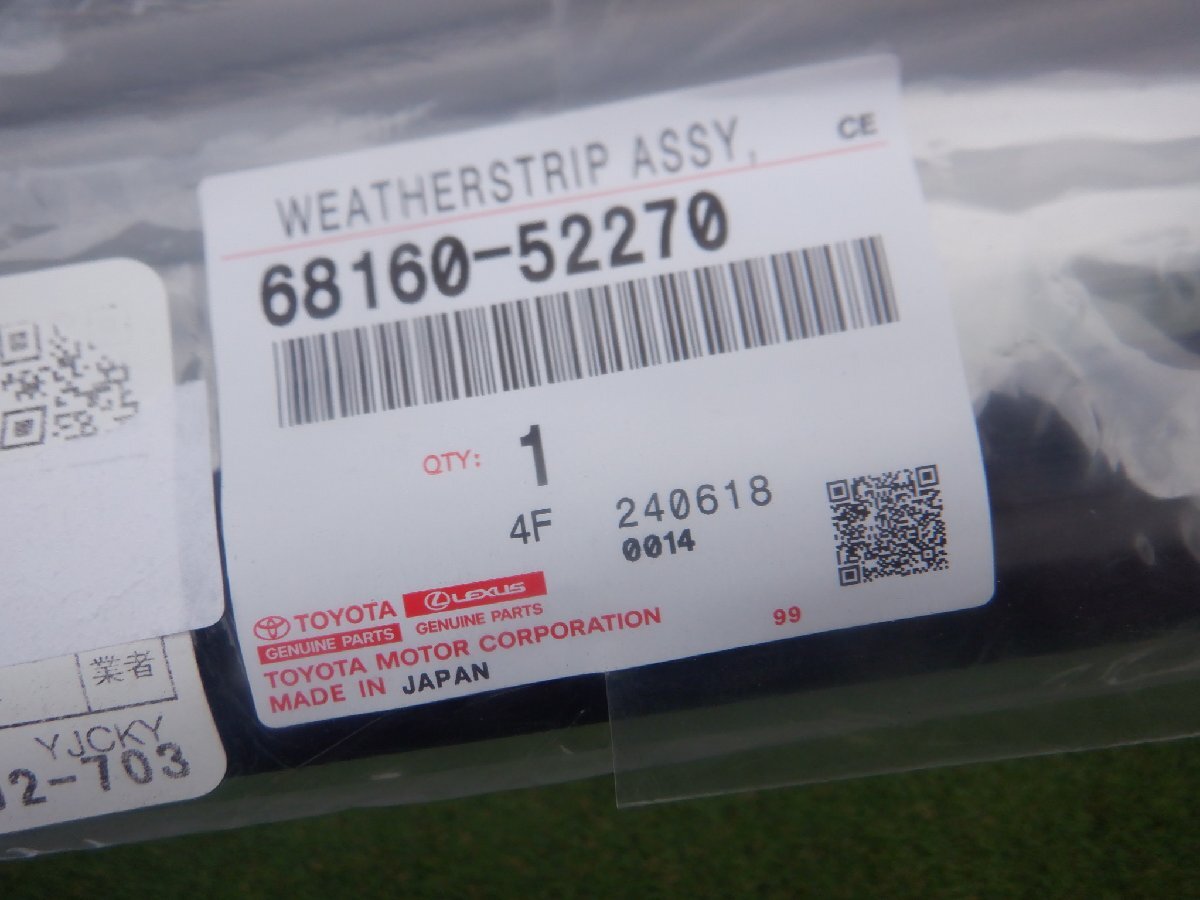 WEATHERSTRIP ASSY, CE
68160-52270
QTY: 1
4F 240618
0014
TOYOTA LEXUS
GENUINE PARTS GENUINE PARTS
TOYOTA MOTOR CORPORATION 99
MADE IN JAPAN
業者
YJCKY
12-703